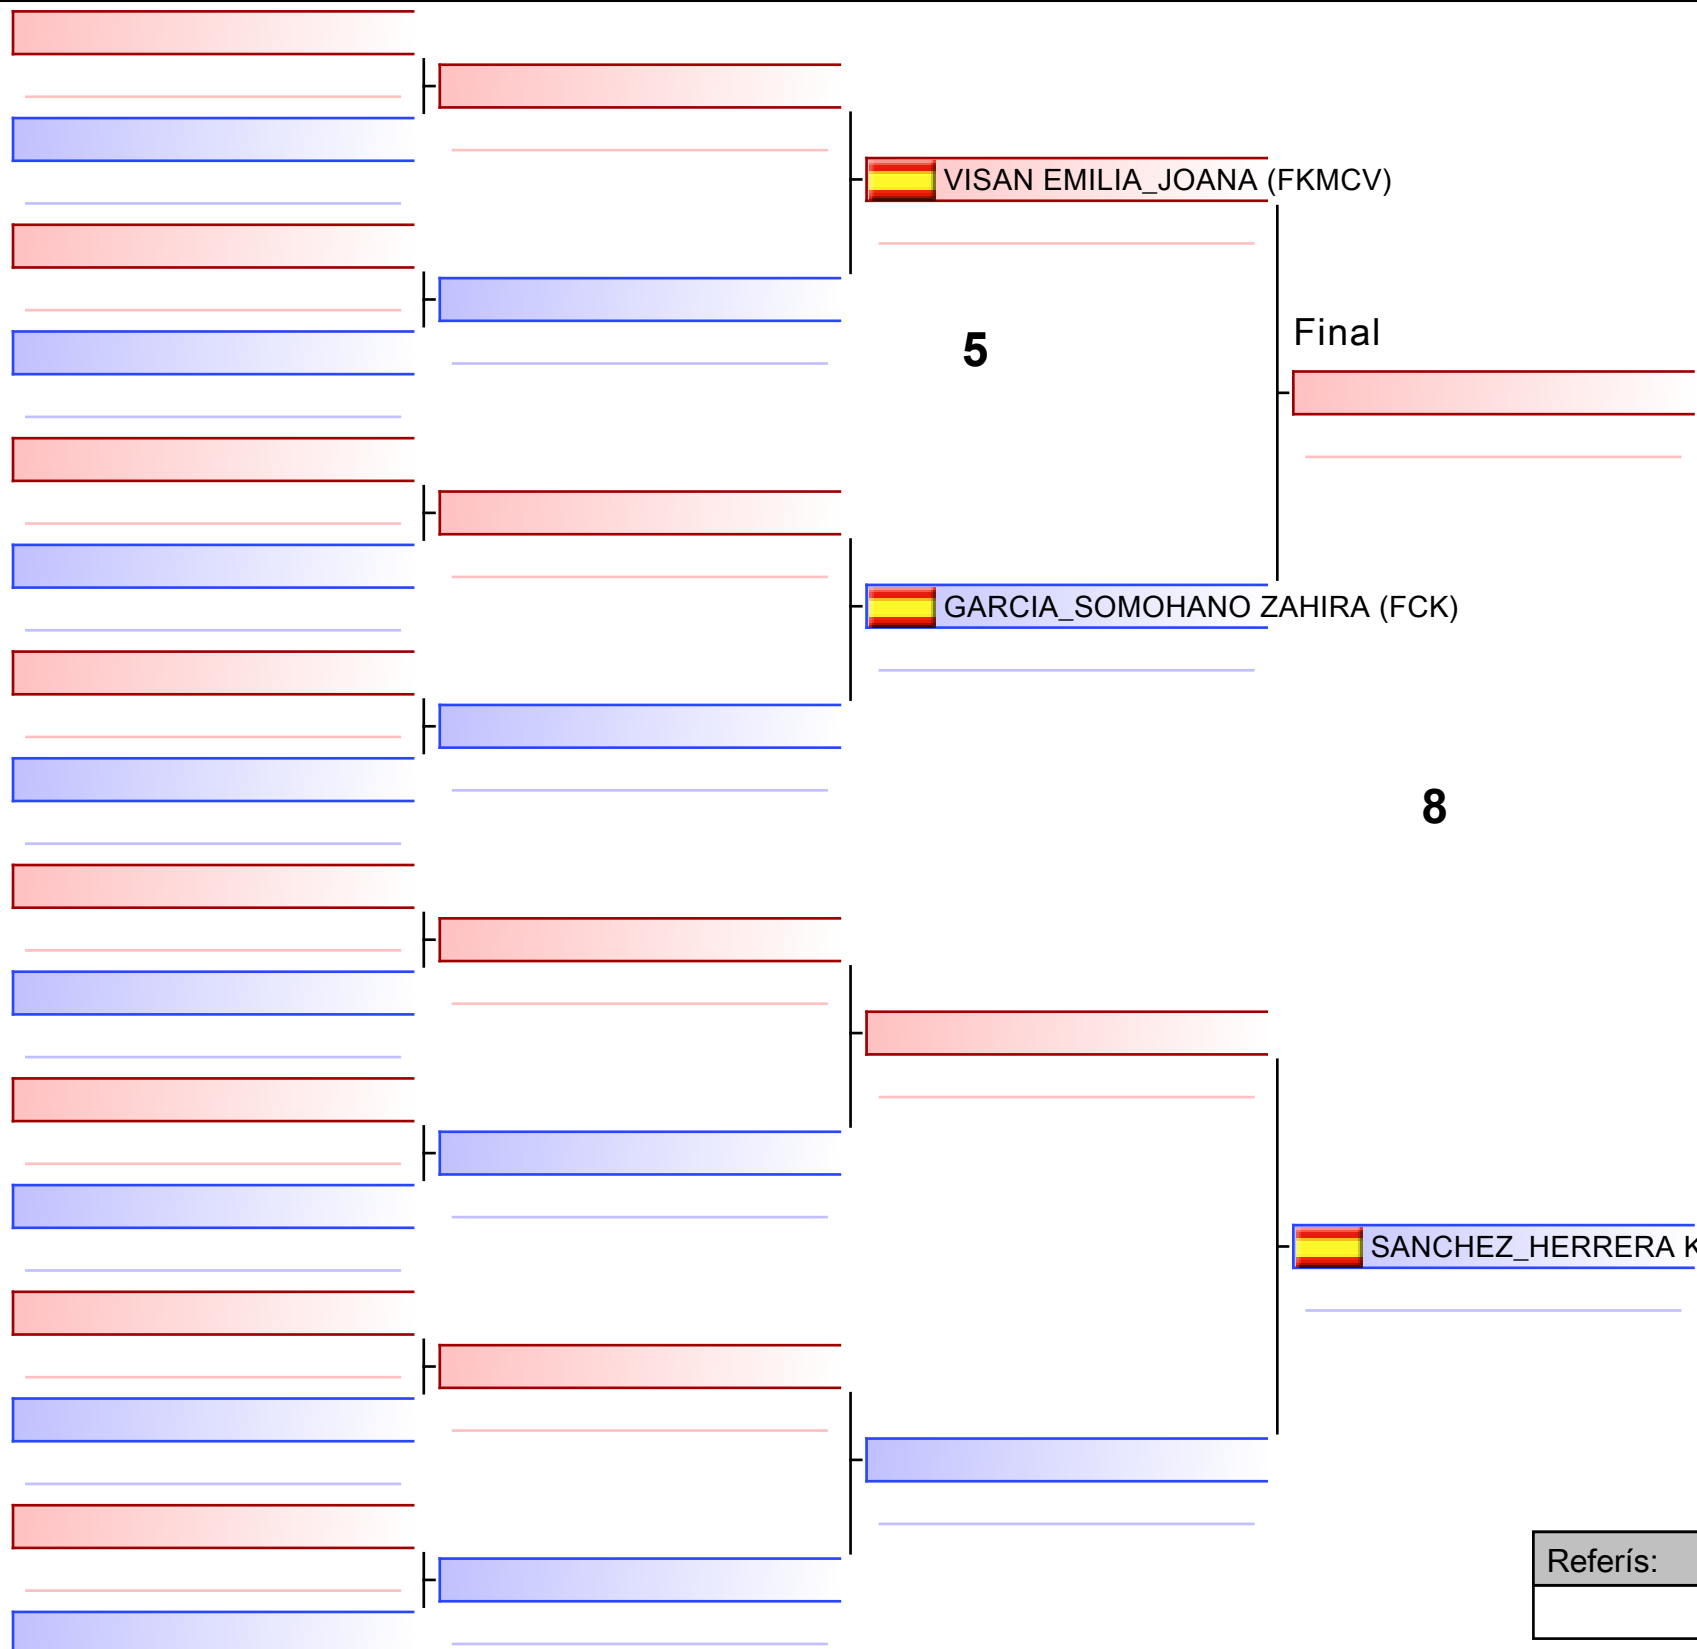 VISAN EMILIA_JOANA (FKMCV)
5
Final
GARCIA_SOMOHANO ZAHIRA (FCK)
8
SANCHEZ_HERRERA
Referís: